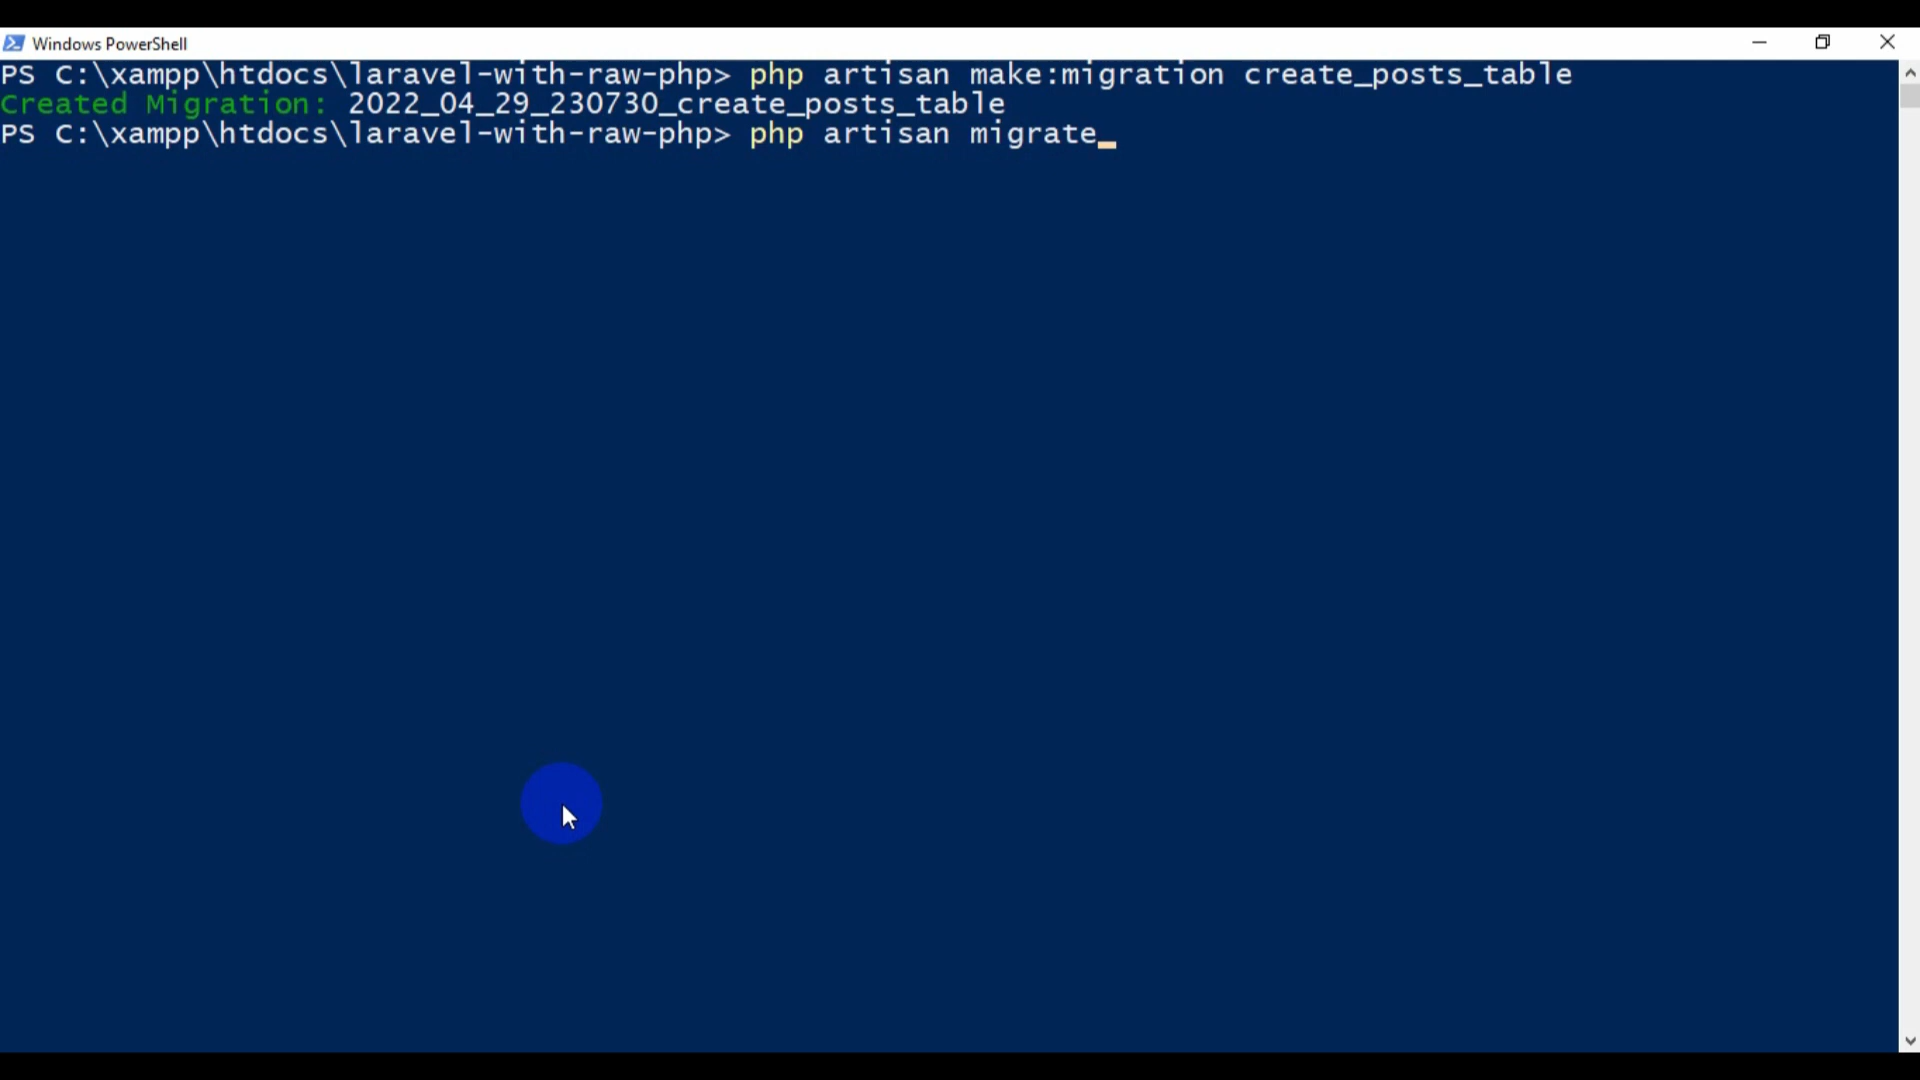 Windows PowerShell
PS C:\xampp\htdocs\laravel-with-raw-php> php artisan make:migration create_posts_table
Created Migration: 2022_04_29_230730_create_posts_table
PS C:\xampp\htdocs\laravel-with-raw-php> php artisan migrate